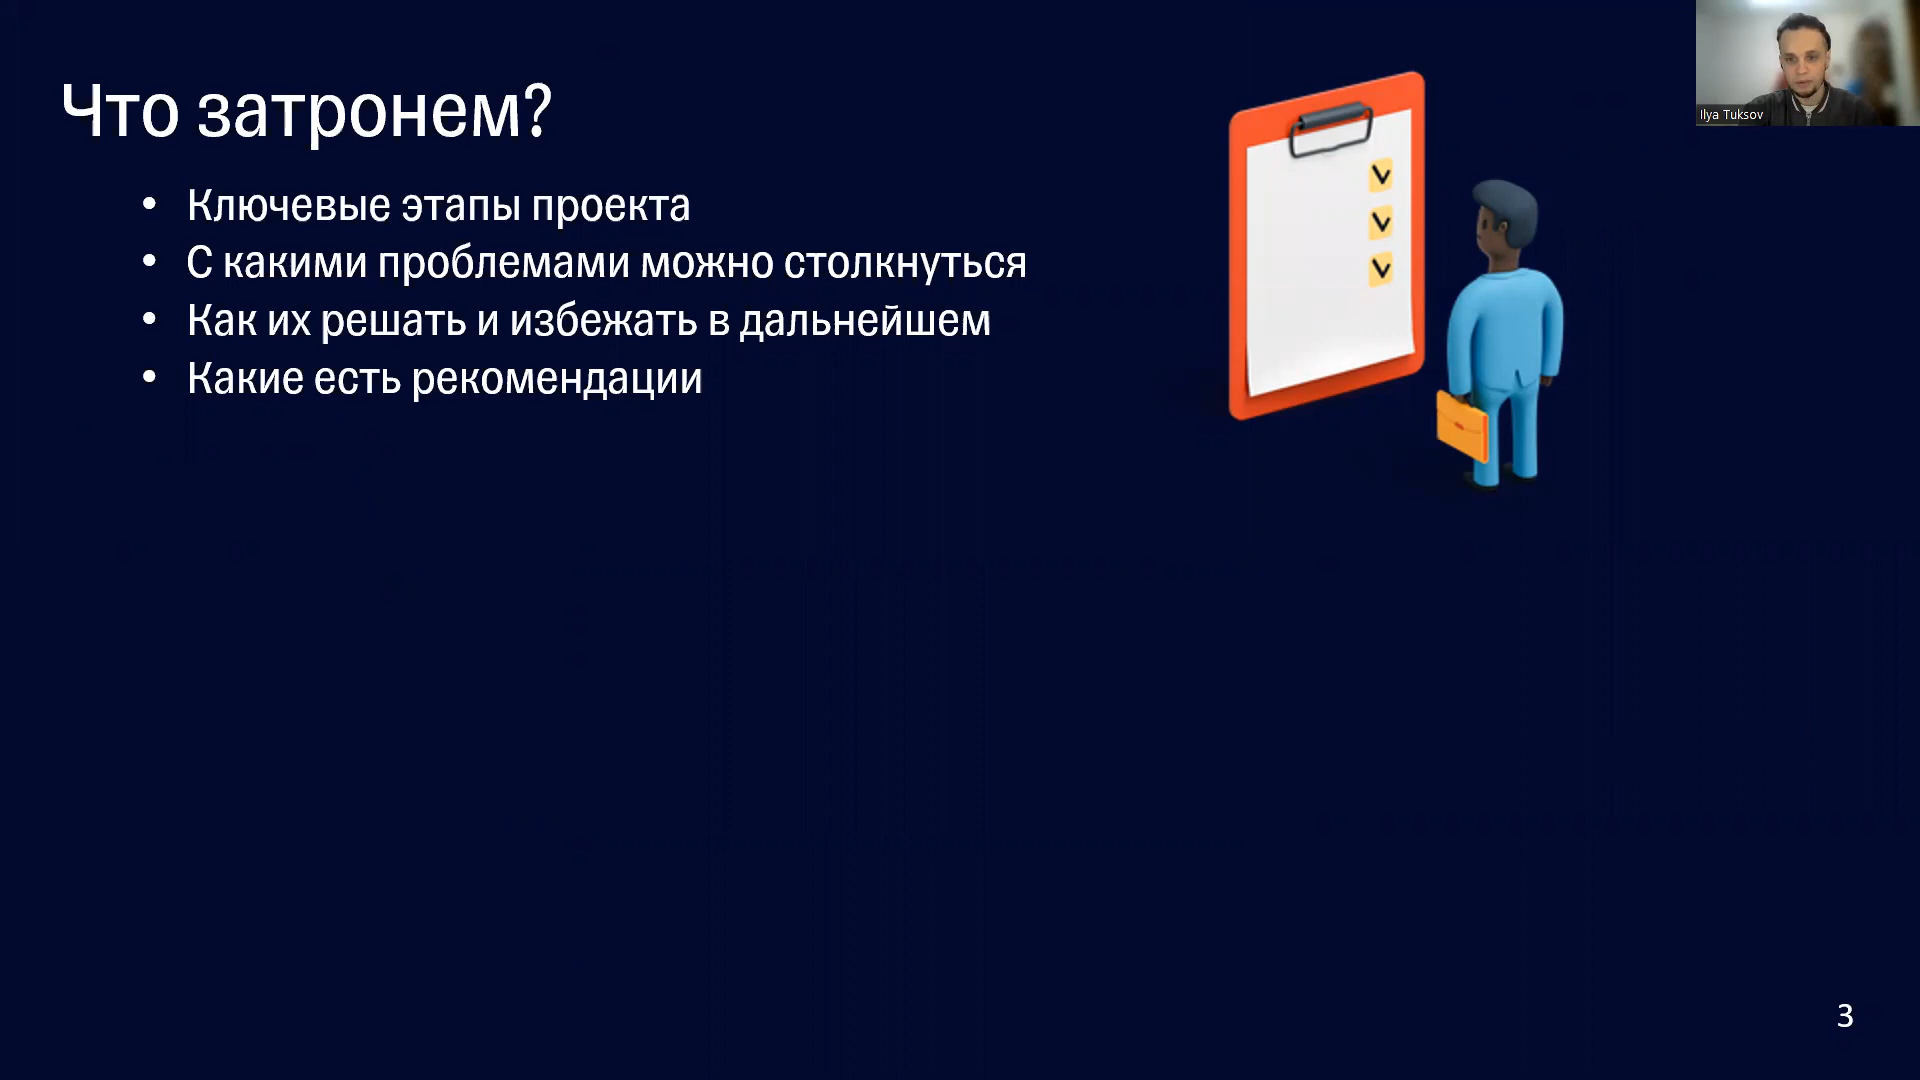 Что затронем?
• Ключевые этапы проекта
• С какими проблемами можно столкнуться
• Как их решать и избежать в дальнейшем
• Какие есть рекомендации
Ilya Tuksov
3